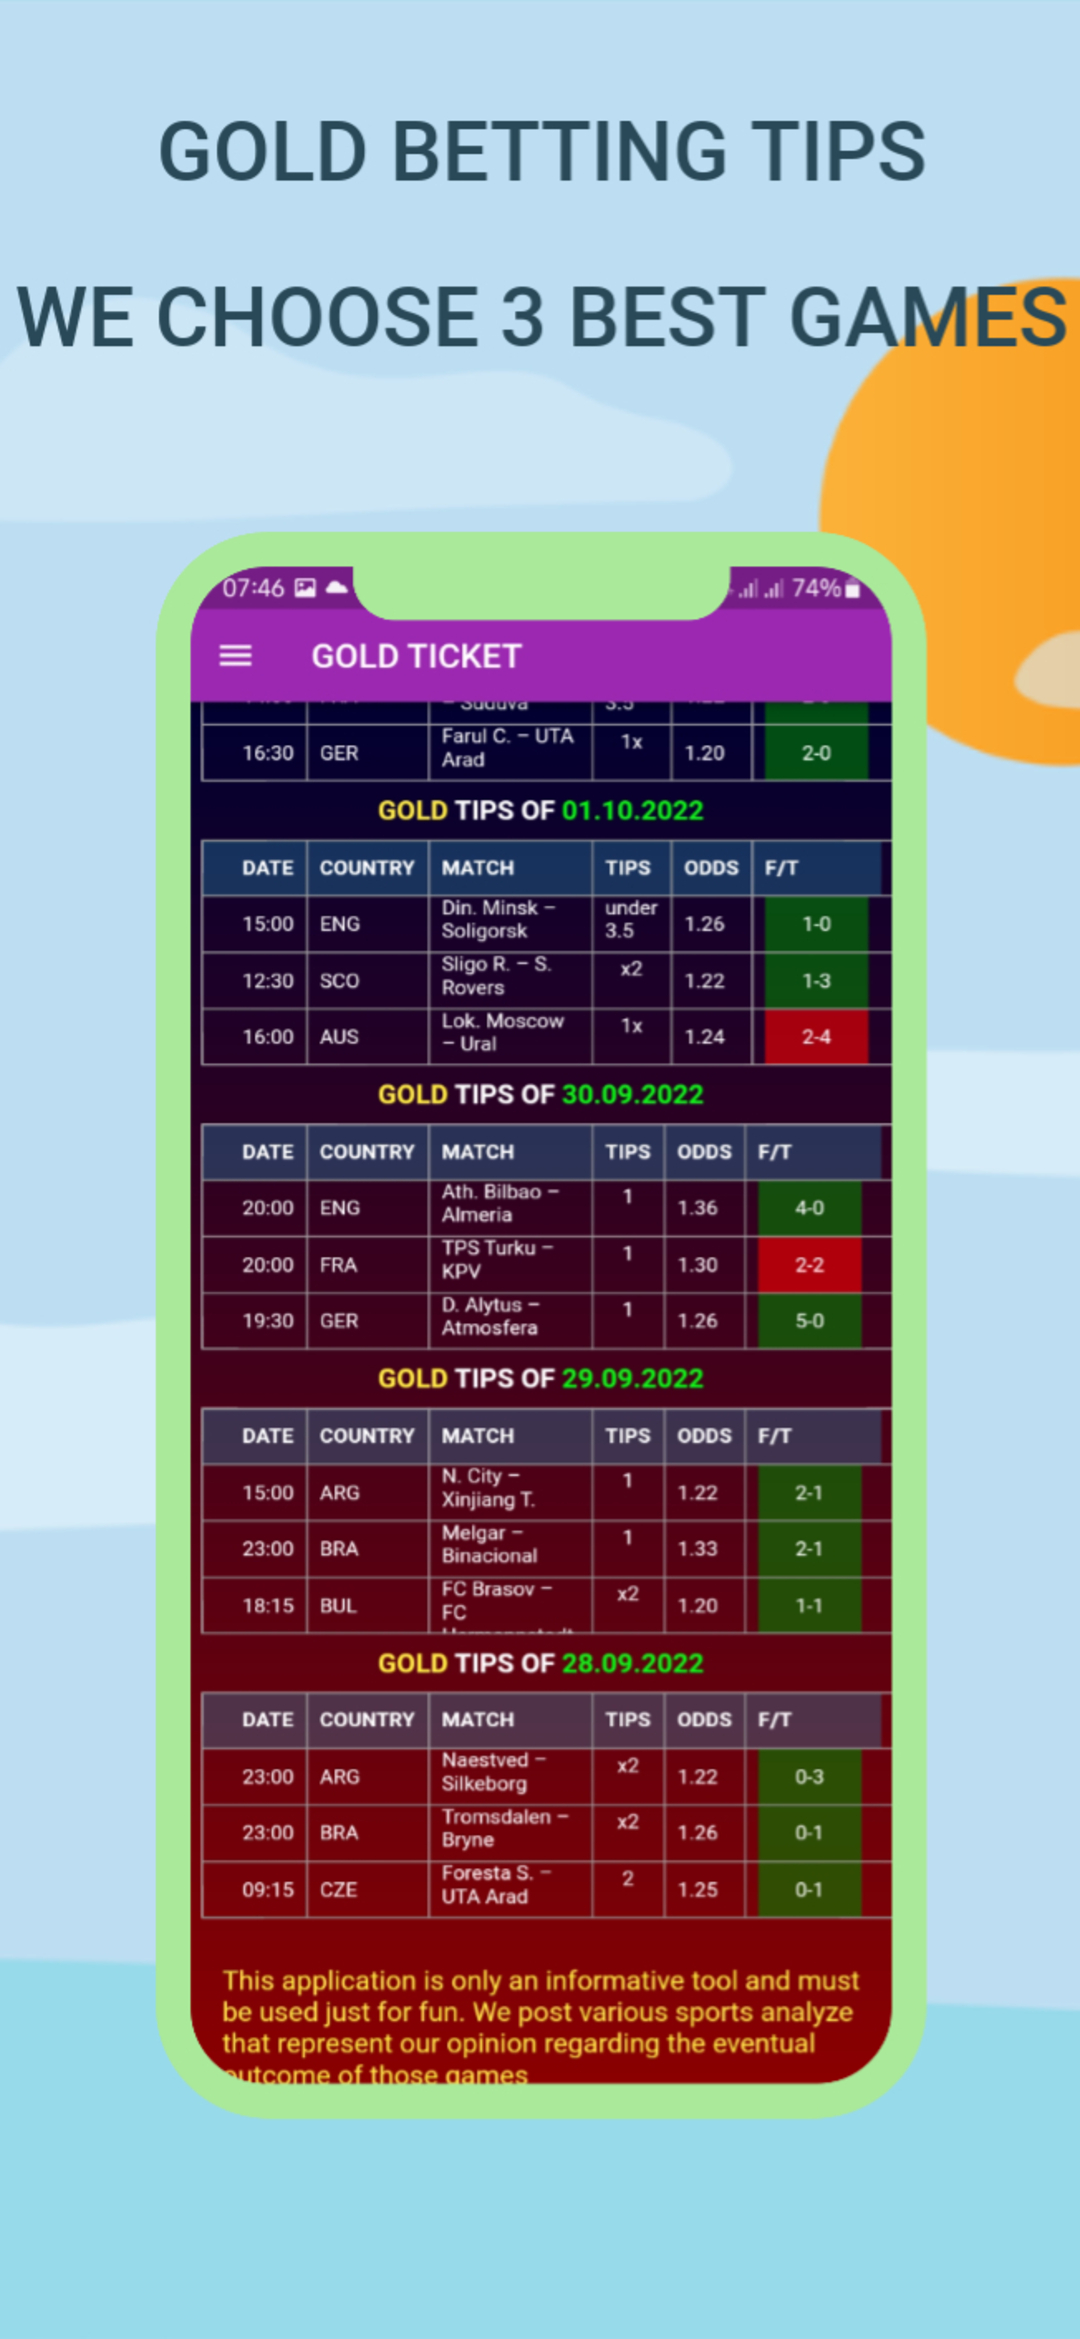 GOLD BETTING TIPS
WE CHOOSE 3 BEST GAMES
07:46 74%
GOLD TICKET
– Suduva 3.5
16:30 GER Farul C. – UTA Arad 1x 1.20 2-0
GOLD TIPS OF 01.10.2022
DATE COUNTRY MATCH TIPS ODDS F/T
15:00 ENG Din. Minsk – Soligorsk under 3.5 1.26 1-0
12:30 SCO Sligo R. – S. Rovers x2 1.22 1-3
16:00 AUS Lok. Moscow – Ural 1x 1.24 2-4
GOLD TIPS OF 30.09.2022
DATE COUNTRY MATCH TIPS ODDS F/T
20:00 ENG Ath. Bilbao – Almeria 1 1.36 4-0
20:00 FRA TPS Turku – KPV 1 1.30 2-2
19:30 GER D. Alytus – Atmosfera 1 1.26 5-0
GOLD TIPS OF 29.09.2022
DATE COUNTRY MATCH TIPS ODDS F/T
15:00 ARG N. City – Xinjiang T. 1 1.22 2-1
23:00 BRA Melgar – Binacional 1 1.33 2-1
18:15 BUL FC Brasov – FC x2 1.20 1-1
GOLD TIPS OF 28.09.2022
DATE COUNTRY MATCH TIPS ODDS F/T
23:00 ARG Naestved – Silkeborg x2 1.22 0-3
23:00 BRA Tromsdalen – Bryne x2 1.26 0-1
09:15 CZE Foresta S. – UTA Arad 2 1.25 0-1
This application is only an informative tool and must
be used just for fun. We post various sports analyze
that represent our opinion regarding the eventual
outcome of those games